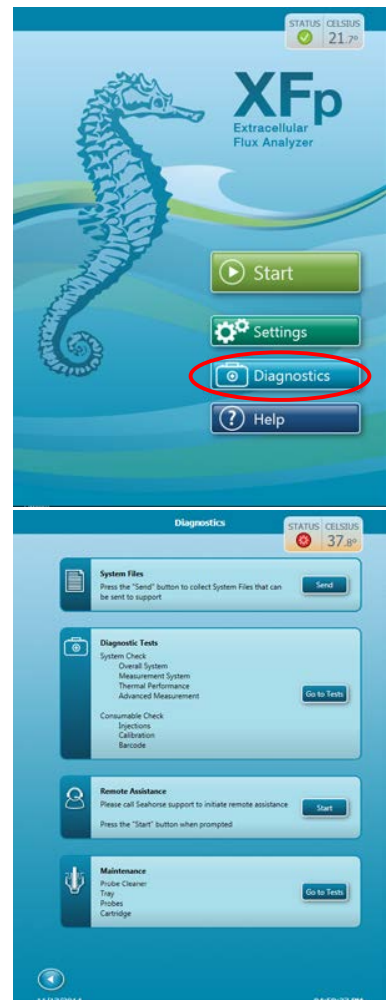 STATUS CELSIUS
21.7°
XFp
Extracellular
Flux Analyzer
Start
Settings
Diagnostics
Help
Diagnostics
STATUS CELSIUS
37.8°
System Files
Press the "Send" button to collect System Files that can
be sent to support
Send
Diagnostic Tests
System Check
Overall System
Measurement System
Thermal Performance
Advanced Measurement
Go to Tests
Consumable Check
Injections
Calibration
Barcode
Remote Assistance
Please call Seahorse support to initiate remote assistance
Start
Press the "Start" button when prompted
Maintenance
Probe Cleaner
Tray
Go to Tests
Probes
Cartridge